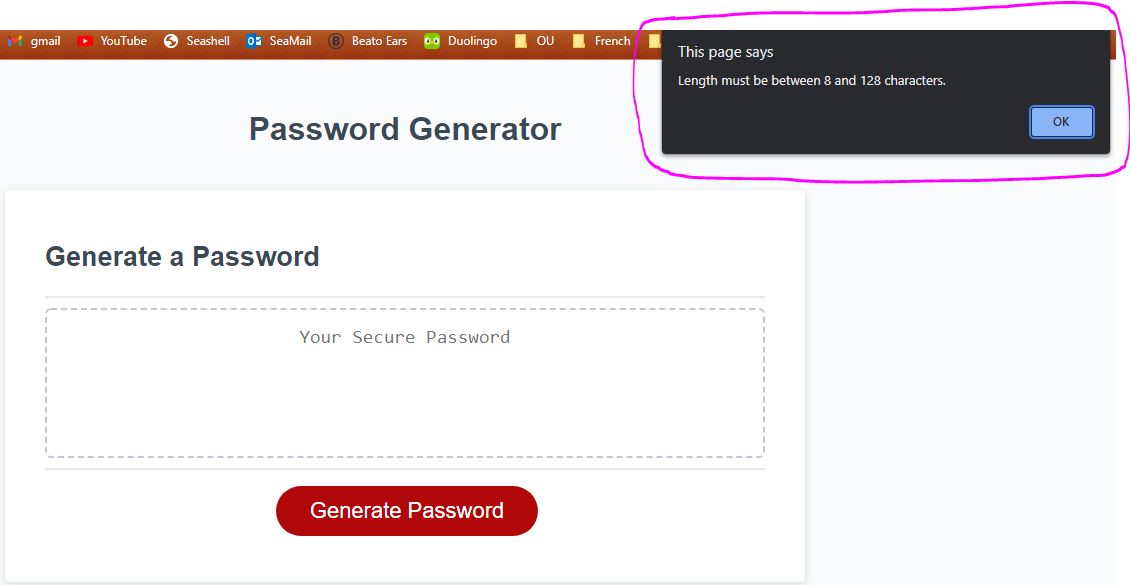 gmail YouTube Seashell SeaMail Beato Ears Duolingo OU French
This page says
Length must be between 8 and 128 characters.
OK
Password Generator
Generate a Password
Your Secure Password
Generate Password